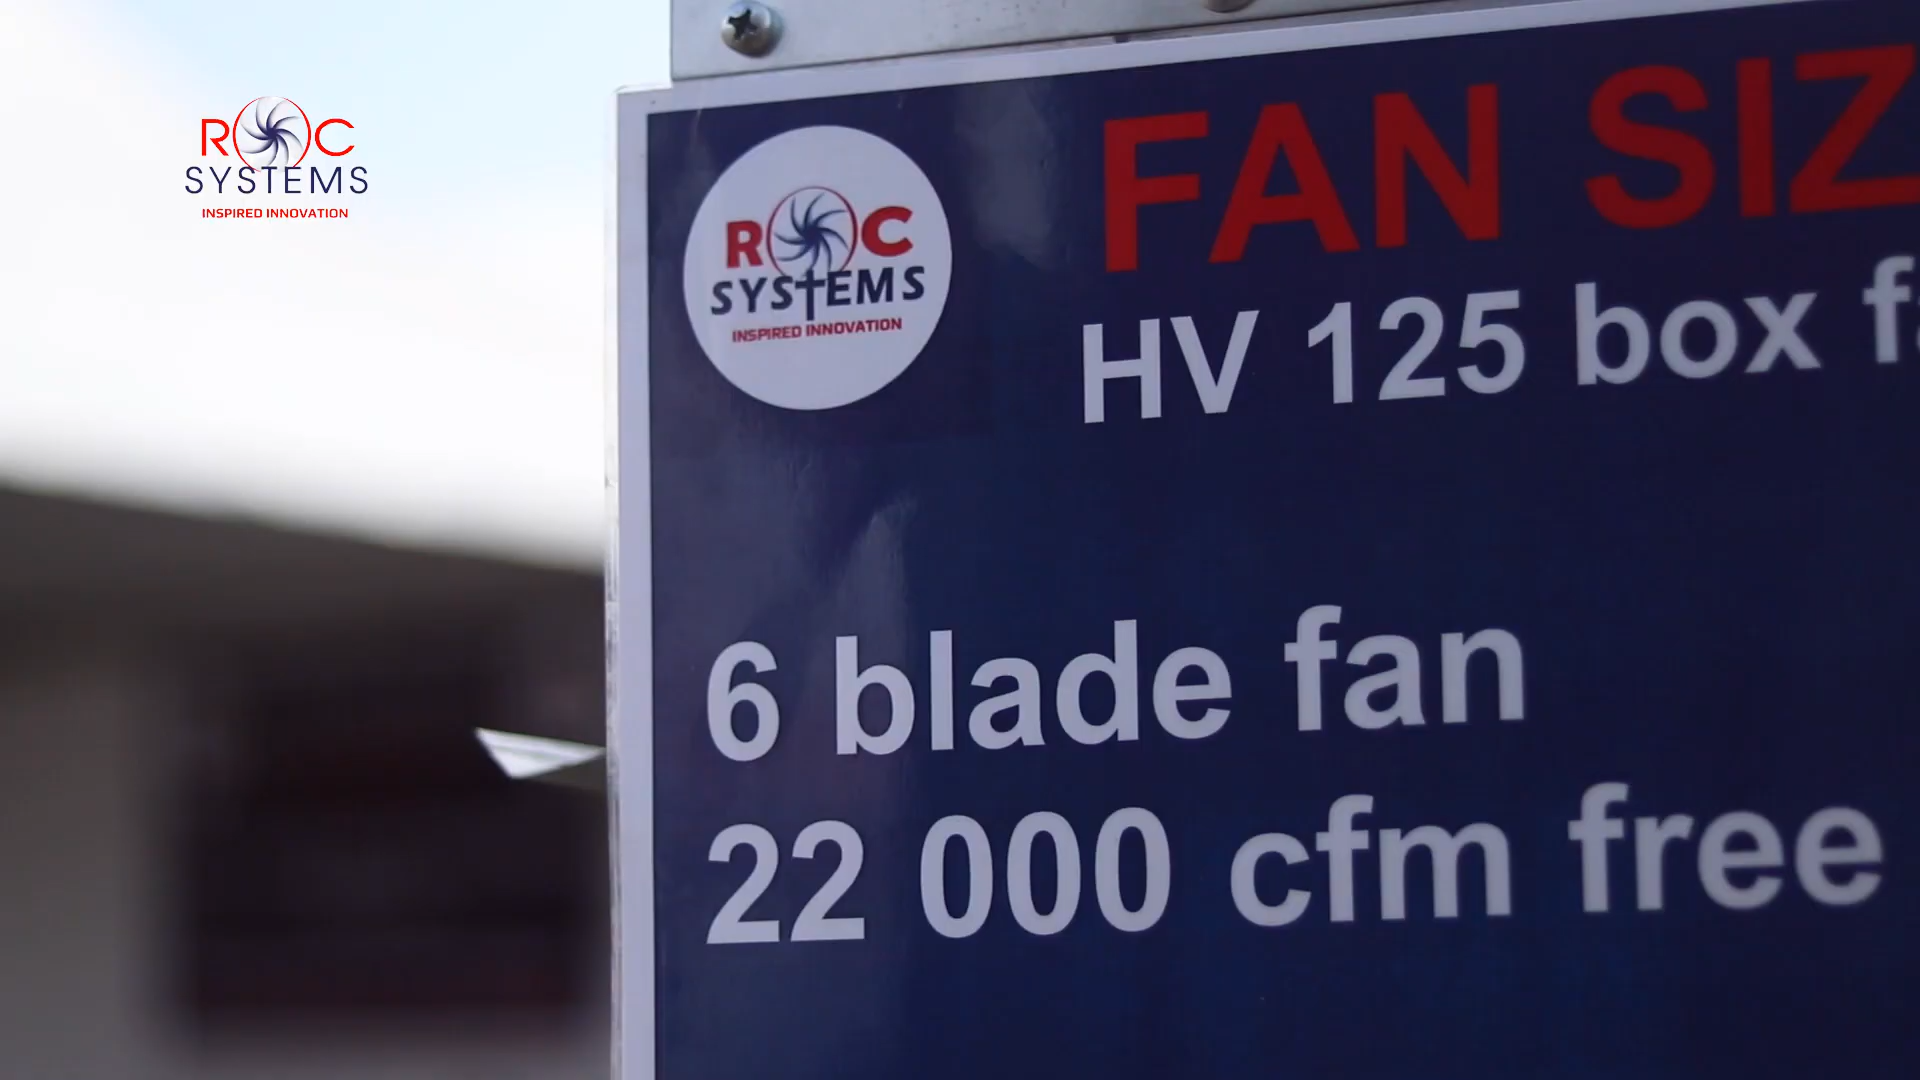 ROC
SYSTEMS
INSPIRED INNOVATION
ROC
SYSTEMS
INSPIRED INNOVATION
FAN SIZ
HV 125 box fa
6 blade fan
22 000 cfm free